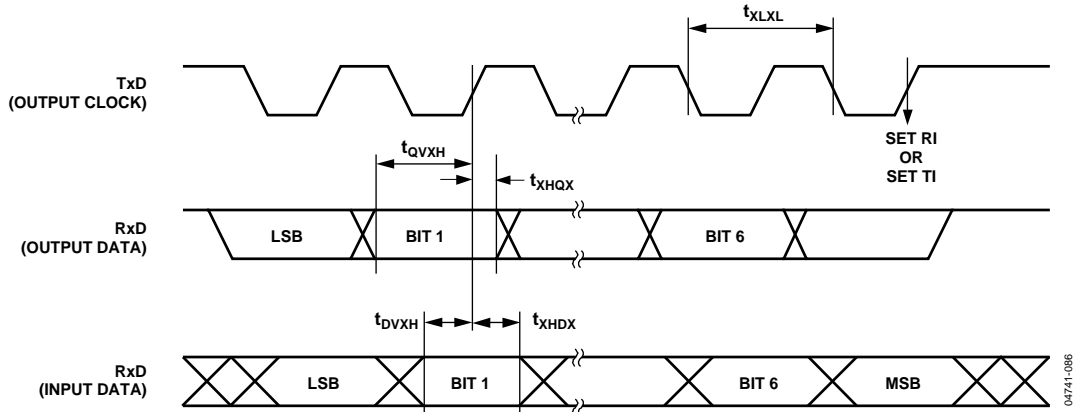 tXLXL
TxD
(OUTPUT CLOCK)
SET RI
OR
SET TI
tQVXH
tXHQX
RxD
(OUTPUT DATA)
LSB
BIT 1
BIT 6
tDVXH
tXHDX
RxD
(INPUT DATA)
LSB
BIT 1
BIT 6
MSB
04741-086